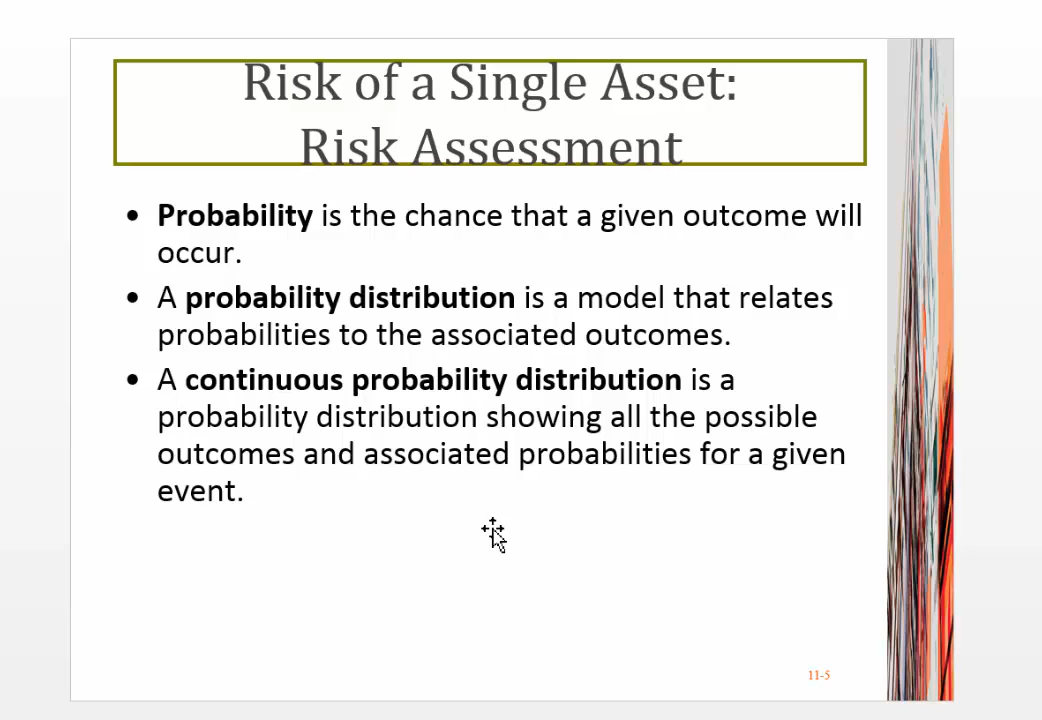 Risk of a Single Asset:
Risk Assessment
• Probability is the chance that a given outcome will
occur.
• A probability distribution is a model that relates
probabilities to the associated outcomes.
• A continuous probability distribution is a
probability distribution showing all the possible
outcomes and associated probabilities for a given
event.
11-5